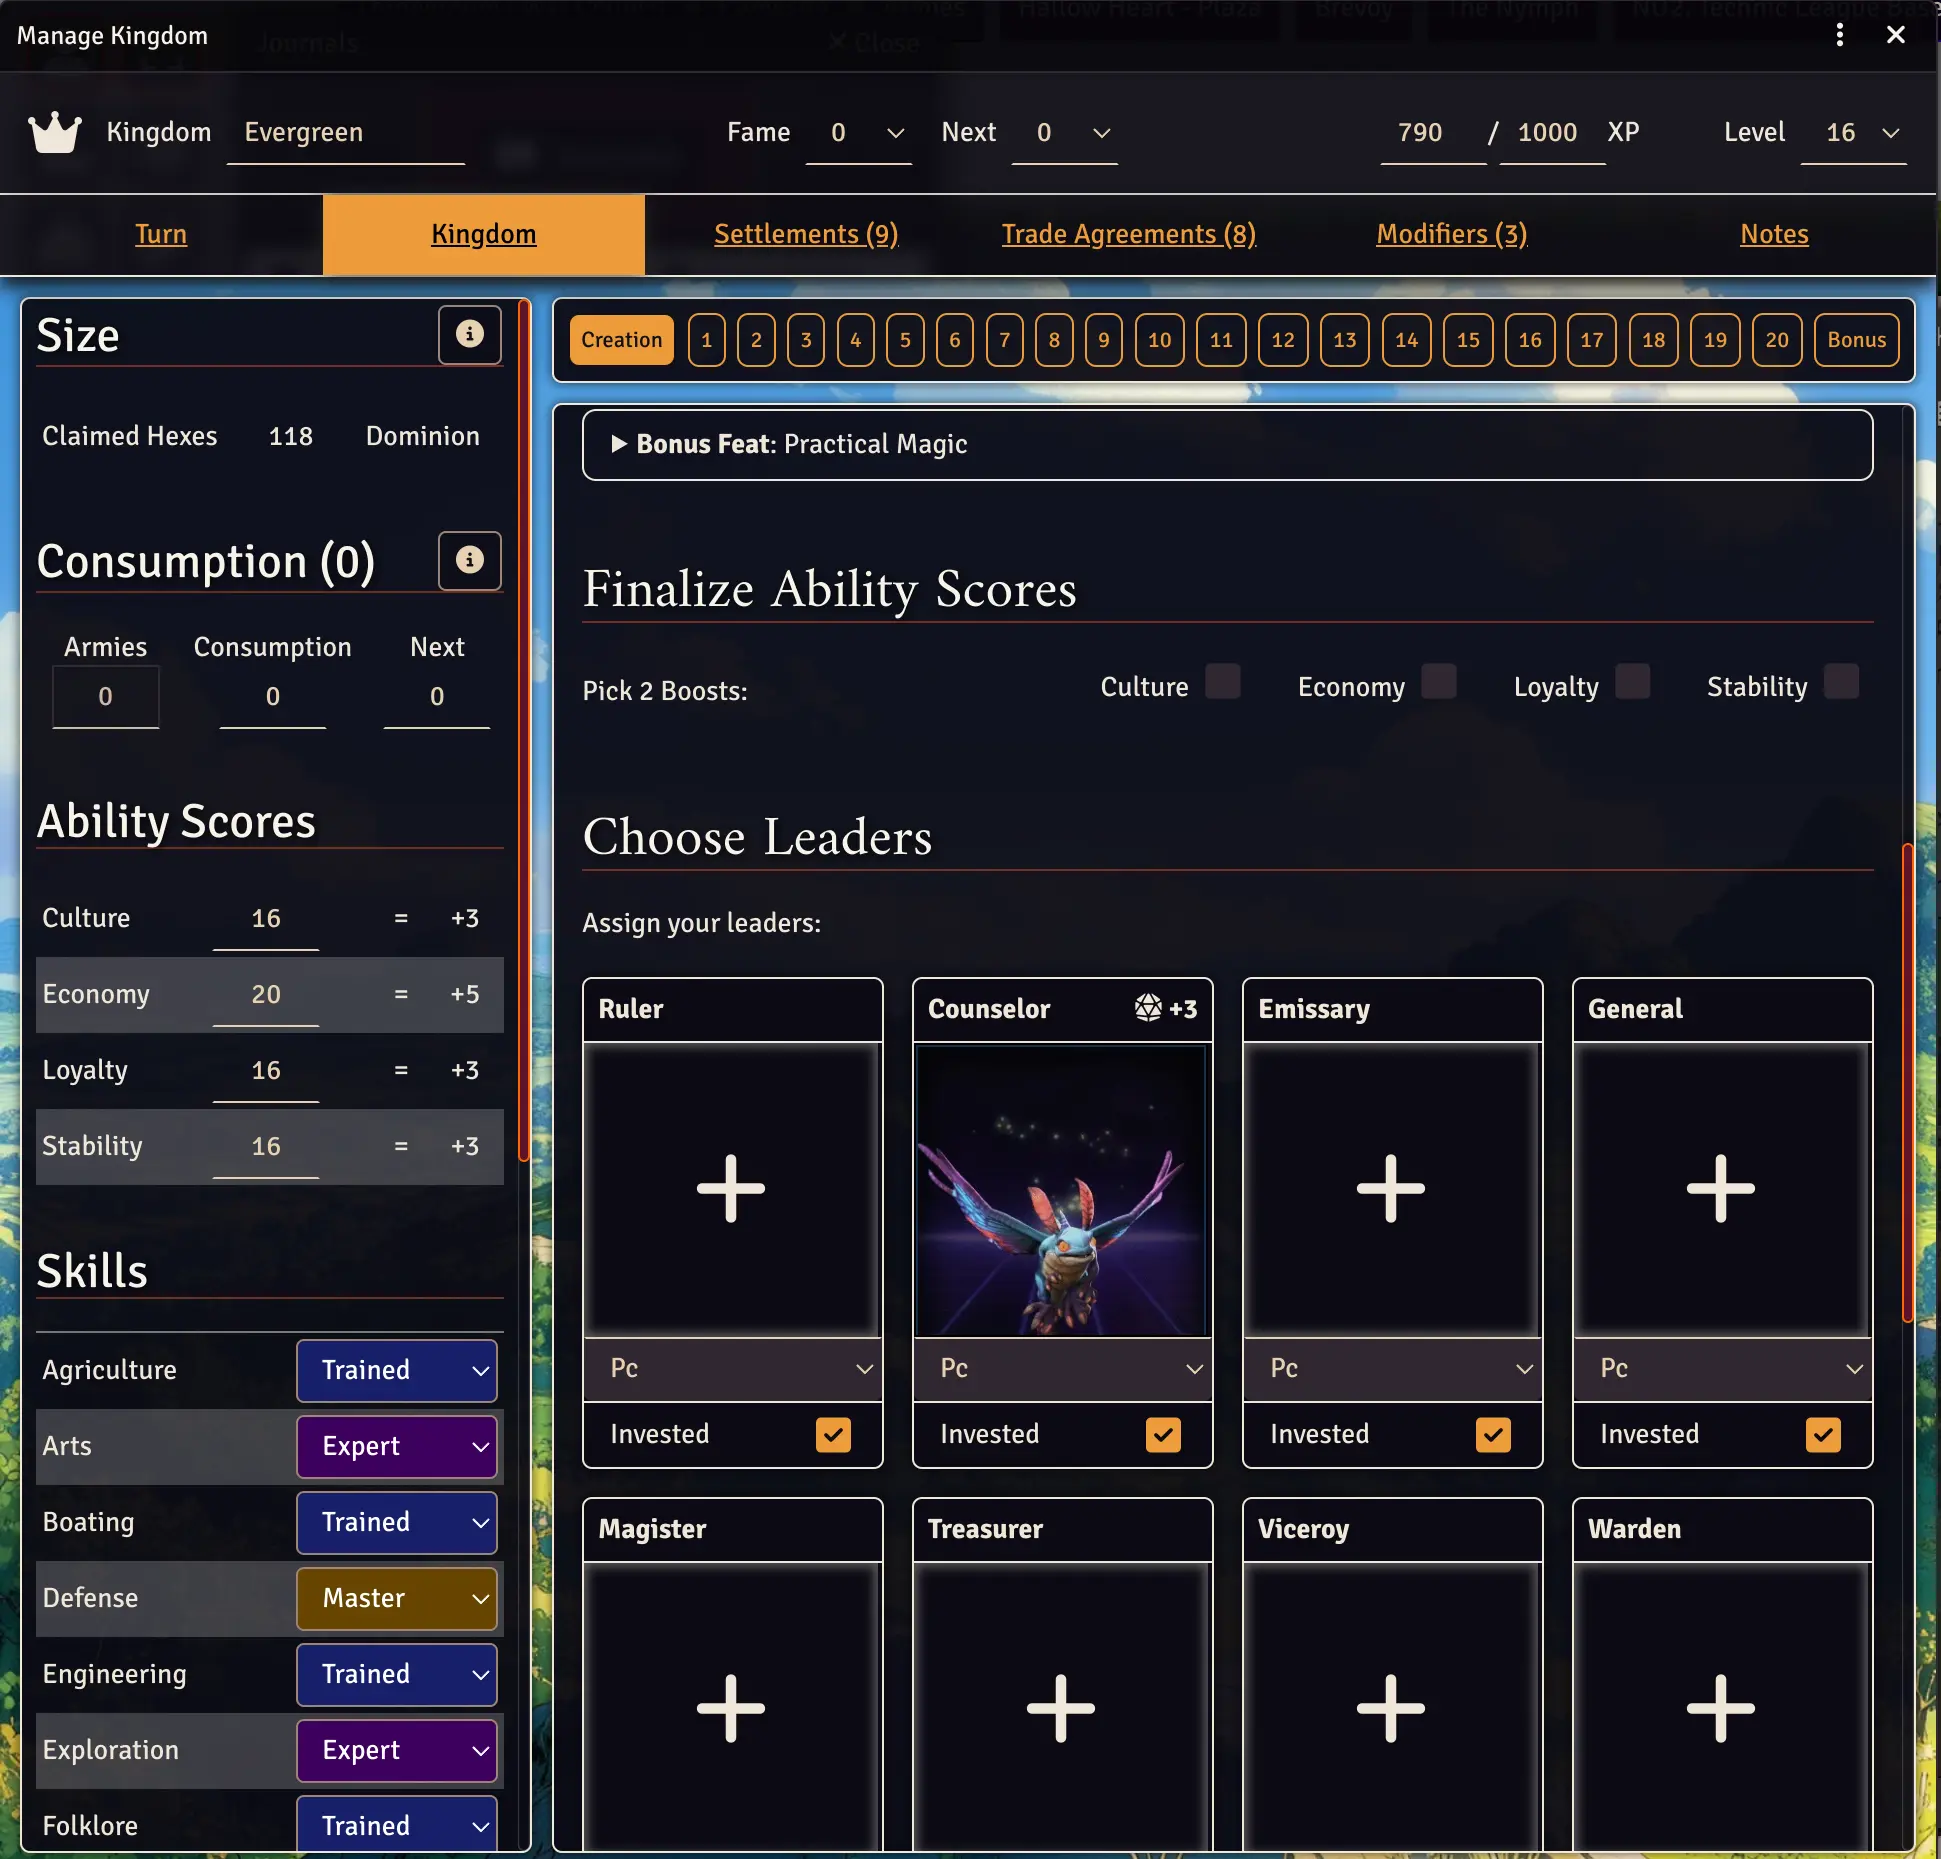 Manage Kingdom
Kingdom Evergreen Fame 0 Next 0 790 / 1000 XP Level 16
Turn Kingdom Settlements (9) Trade Agreements (8) Modifiers (3) Notes
Size
Claimed Hexes 118 Dominion
Consumption (0)
Armies Consumption Next
0 0 0
Ability Scores
Culture 16 = +3
Economy 20 = +5
Loyalty 16 = +3
Stability 16 = +3
Skills
Agriculture Trained
Arts Expert
Boating Trained
Defense Master
Engineering Trained
Exploration Expert
Folklore Trained
Creation 1 2 3 4 5 6 7 8 9 10 11 12 13 14 15 16 17 18 19 20 Bonus
Bonus Feat: Practical Magic
Finalize Ability Scores
Pick 2 Boosts: Culture Economy Loyalty Stability
Choose Leaders
Assign your leaders:
Ruler Counselor +3 Emissary General
Pc Pc Pc Pc
Invested Invested Invested Invested
Magister Treasurer Viceroy Warden